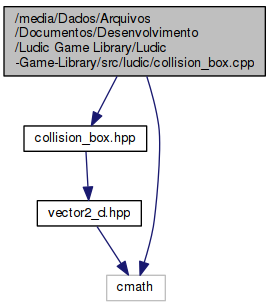 /media/Dados/Arquivos
/Documentos/Desenvolvimento
/Ludic Game Library/Ludic
-Game-Library/src/ludic/collision_box.cpp
collision_box.hpp
vector2_d.hpp
cmath